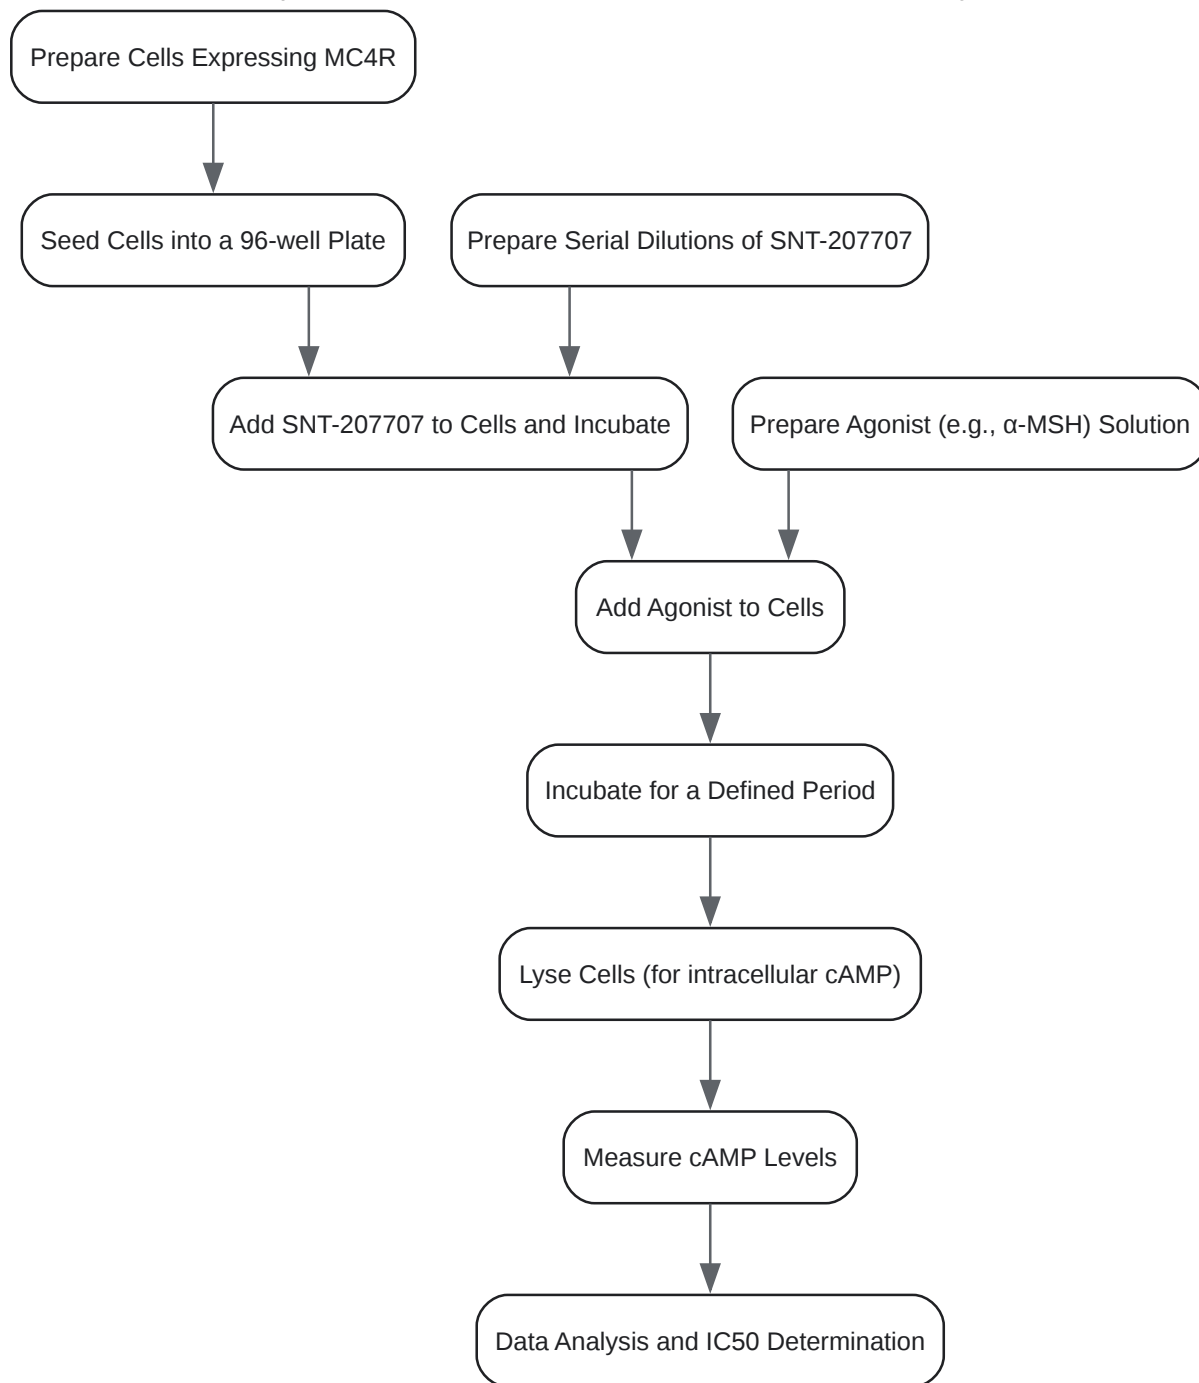 Prepare Cells Expressing MC4R
Seed Cells into a 96-well Plate
Prepare Serial Dilutions of SNT-207707
Add SNT-207707 to Cells and Incubate
Prepare Agonist (e.g., α-MSH) Solution
Add Agonist to Cells
Incubate for a Defined Period
Lyse Cells (for intracellular cAMP)
Measure cAMP Levels
Data Analysis and IC50 Determination